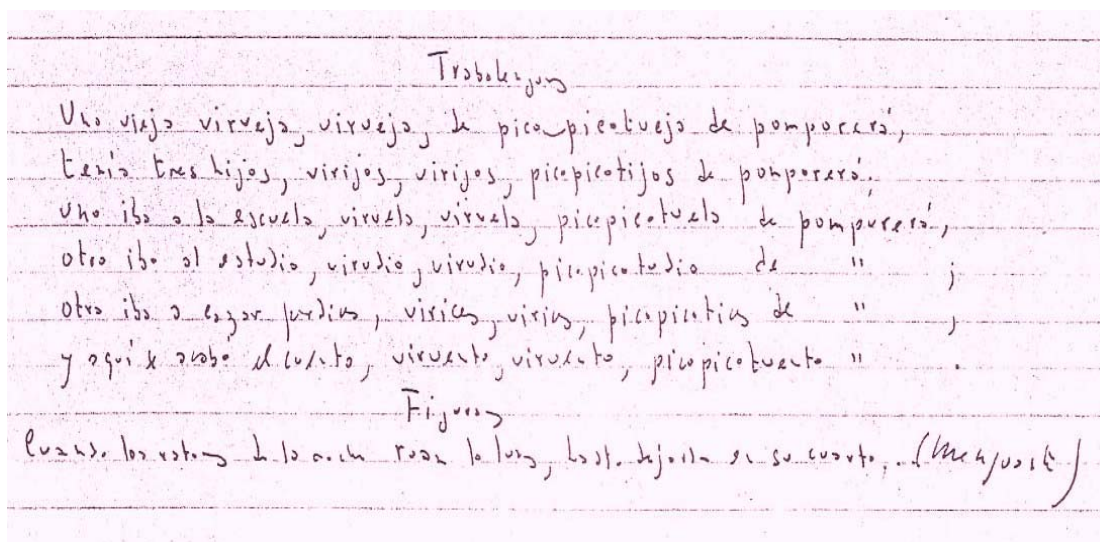 Trabalenguas
Una vieja virueja, virueja, de pico picotueja de pomporerá,
tenía tres hijos, virijos, virijos, picopicotijos de pomporerá.
Uno iba a la escuela, viruela, viruela, picopicotuela de pomporerá,
otro iba al estudio, virudio, virudio, picopicotudio de " ;
otro iba a cazar perdices, virices, virices, picopicotices de " ;
y aquí se acabó el cuento, viruento, viruento, picopicotuento " .
Figuras
Cuando los ratones de la noche roan la luna, hasta dejarla en su cuarto, . (Menguante)